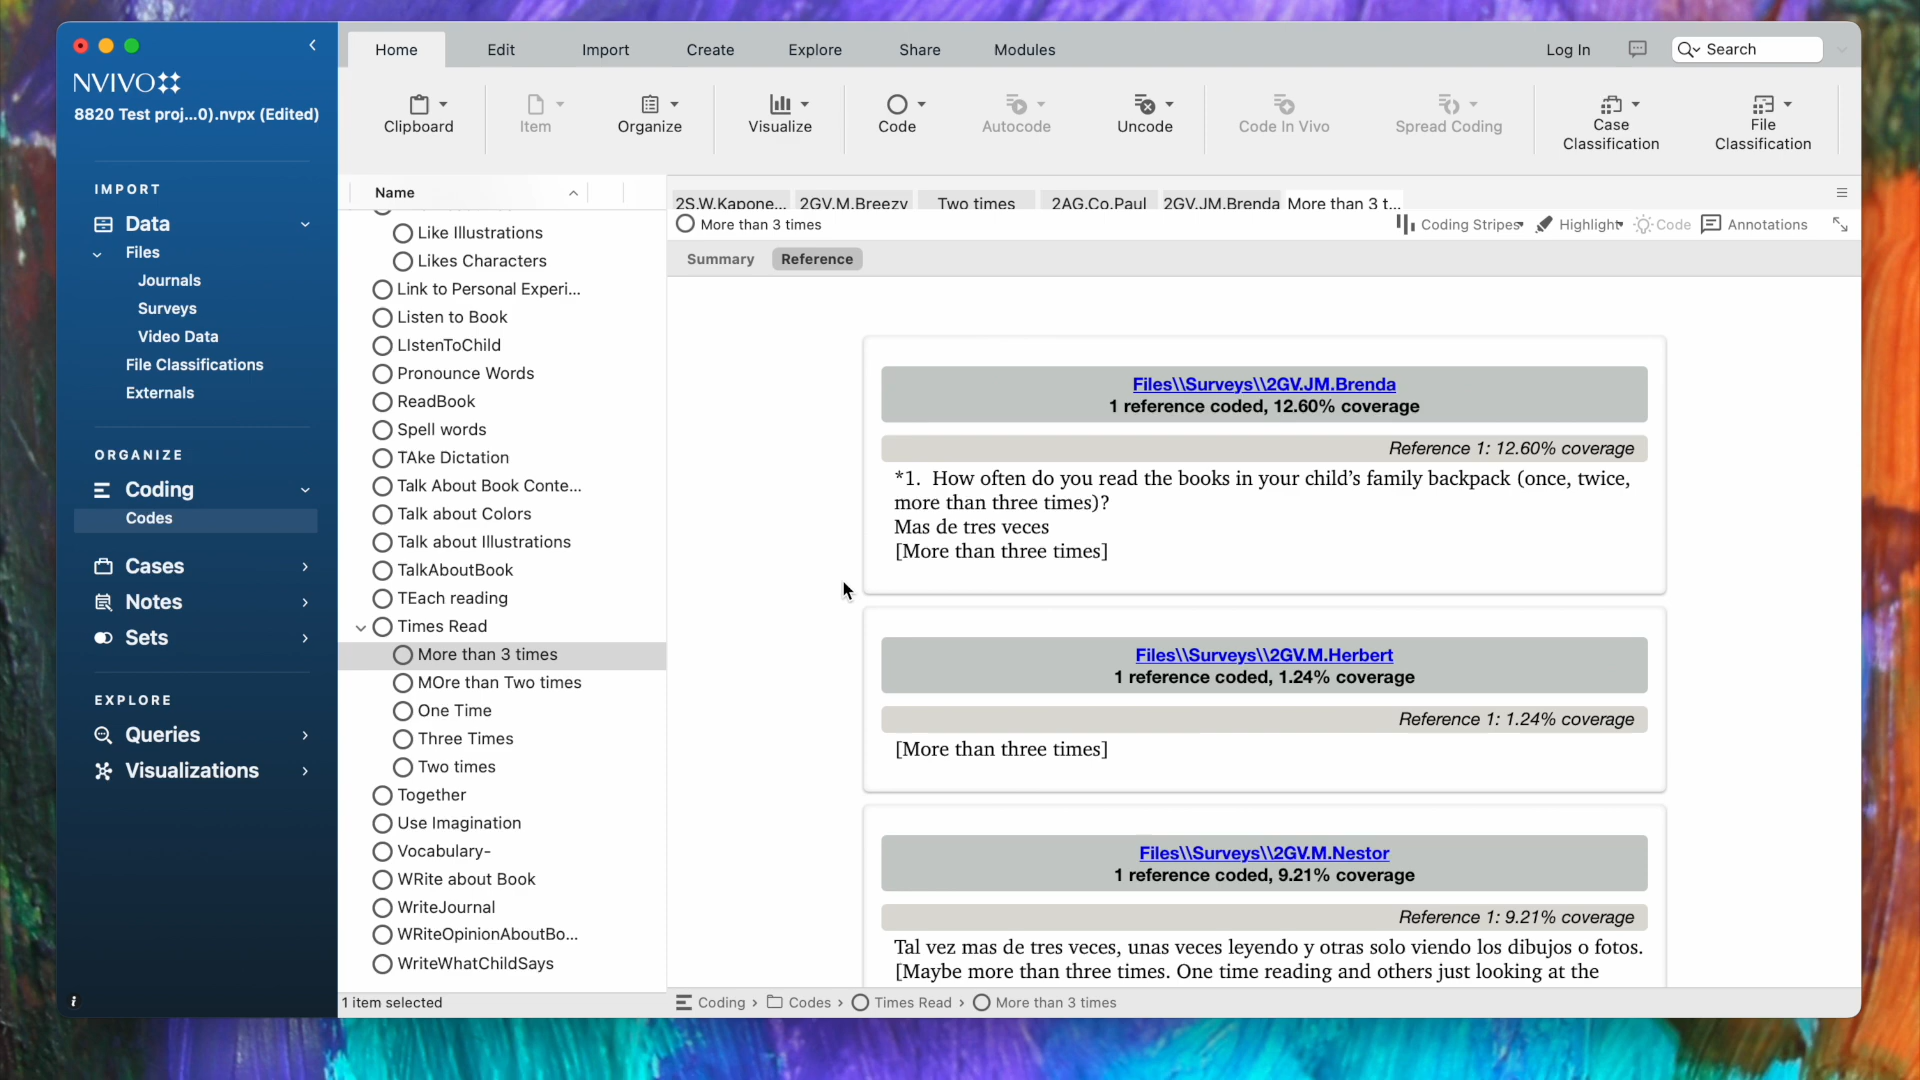 Home
Edit
Import
Create
Explore
Share
Modules
Log In
Search
NVIVO
8820 Test proj...0).nvpx (Edited)
Clipboard
Item
Organize
Visualize
Code
Autocode
Uncode
Code In Vivo
Spread Coding
Case
Classification
File
Classification
IMPORT
Data
Files
Journals
Surveys
Video Data
File Classifications
Externals
ORGANIZE
Coding
Codes
Cases
Notes
Sets
EXPLORE
Queries
Visualizations
Name
Like Illustrations
Likes Characters
Link to Personal Experi...
Listen to Book
LIstenToChild
Pronounce Words
ReadBook
Spell words
TAke Dictation
Talk About Book Conte...
Talk about Colors
Talk about Illustrations
TalkAboutBook
TEach reading
Times Read
More than 3 times
MOre than Two times
One Time
Three Times
Two times
Together
Use Imagination
Vocabulary-
WRite about Book
WriteJournal
WRiteOpinionAboutBo...
WriteWhatChildSays
1 item selected
2S.W.Kapone...
2GV.M.Breezy
Two times
2AG.Co.Paul
2GV.JM.Brenda
More than 3 t...
More than 3 times
Coding Stripes
Highlight
Code
Annotations
Summary
Reference
Files\\Surveys\\2GV.JM.Brenda
1 reference coded, 12.60% coverage
Reference 1: 12.60% coverage
*1. How often do you read the books in your child’s family backpack (once, twice,
more than three times)?
Mas de tres veces
[More than three times]
Files\\Surveys\\2GV.M.Herbert
1 reference coded, 1.24% coverage
Reference 1: 1.24% coverage
[More than three times]
Files\\Surveys\\2GV.M.Nestor
1 reference coded, 9.21% coverage
Reference 1: 9.21% coverage
Tal vez mas de tres veces, unas veces leyendo y otras solo viendo los dibujos o fotos.
[Maybe more than three times. One time reading and others just looking at the
Coding › Codes › Times Read › More than 3 times